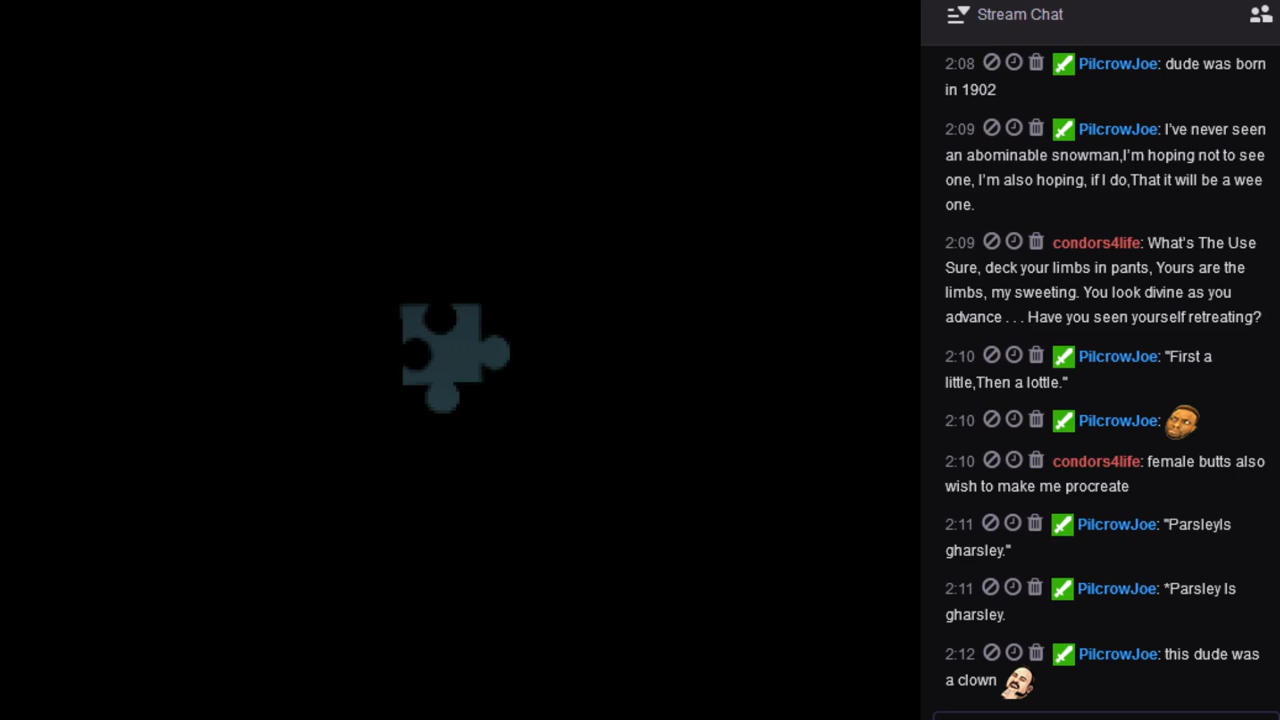 Stream Chat
2:08 PilcrowJoe: dude was born
in 1902
2:09 PilcrowJoe: I've never seen
an abominable snowman,I'm hoping not to see
one, I'm also hoping, if I do,That it will be a wee
one.
2:09 condors4life: What's The Use
Sure, deck your limbs in pants, Yours are the
limbs, my sweeting. You look divine as you
advance . . . Have you seen yourself retreating?
2:10 PilcrowJoe: "First a
little,Then a lottle."
2:10 PilcrowJoe:
2:10 condors4life: female butts also
wish to make me procreate
2:11 PilcrowJoe: "ParsleyIs
gharsley."
2:11 PilcrowJoe: *Parsley Is
gharsley.
2:12 PilcrowJoe: this dude was
a clown